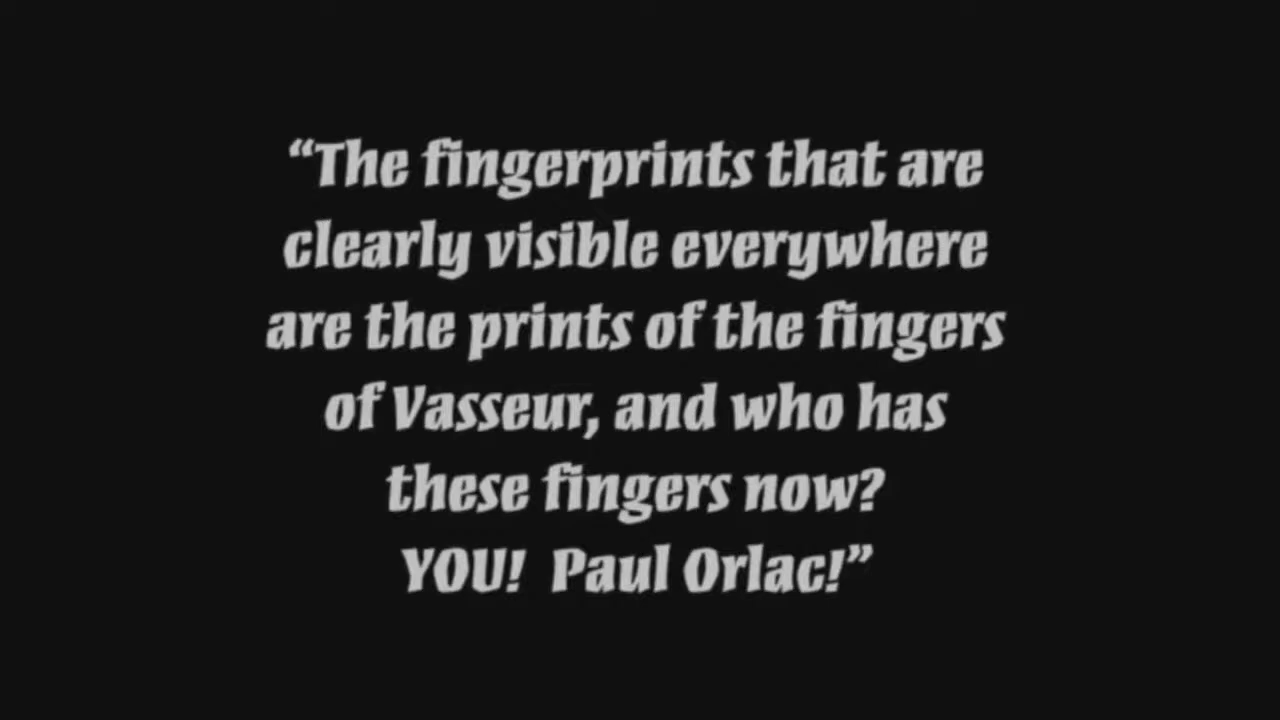 “The fingerprints that are
clearly visible everywhere
are the prints of the fingers
of Vasseur, and who has
these fingers now?
YOU!  Paul Orlac!”